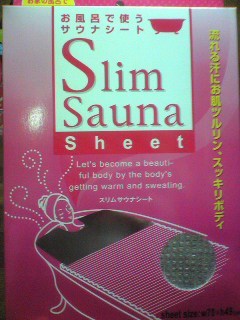 お風呂で使う
サウナシート
Slim
Sauna
Sheet
流れる汗にお肌ツルリン、スッキリボディ
Let's become a beauti-
ful body by the body's
getting warm and sweating.
スリムサウナシート
sheet size: